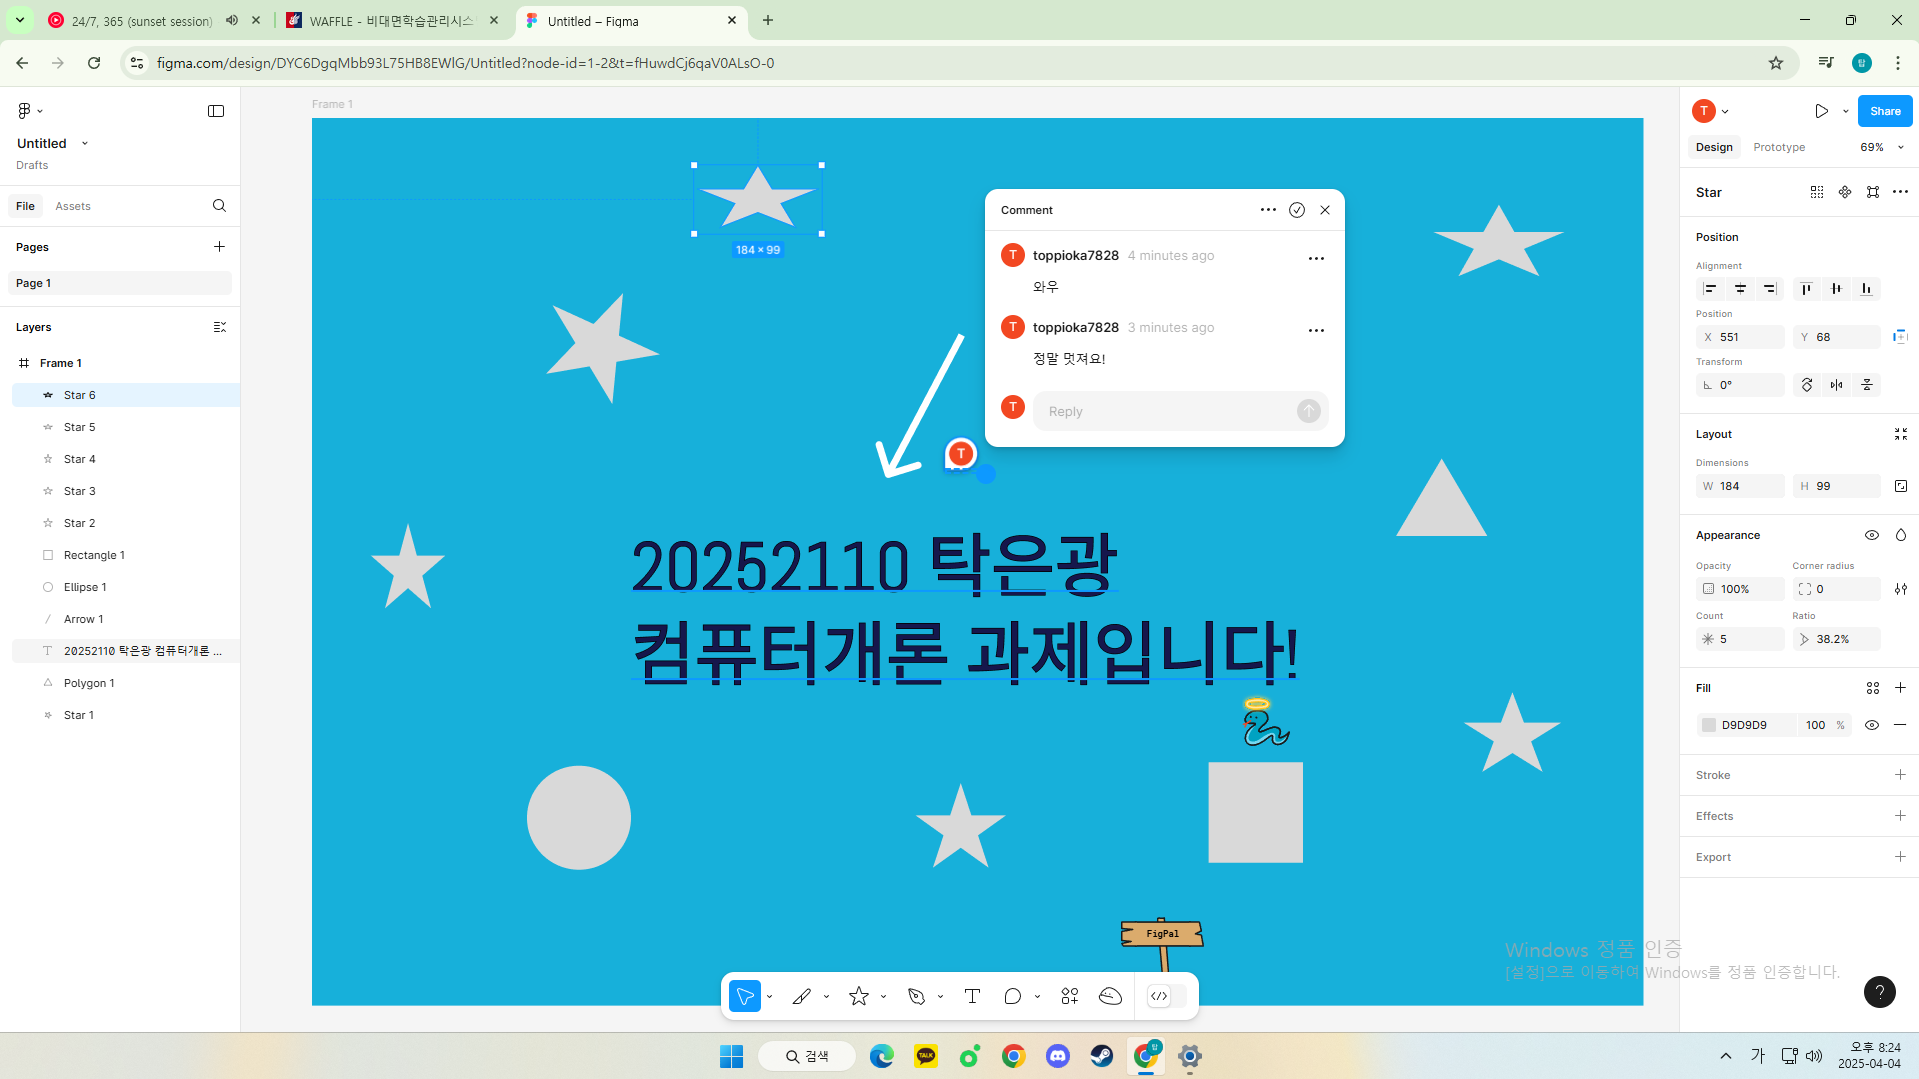 24/7, 365 (sunset session)
WAFFLE - 비대면학습관리시스
Untitled – Figma
figma.com/design/DYC6DgqMbb93L75HB8EWlG/Untitled?node-id=1-2&t=fHuwdCj6qaV0ALsO-0
Untitled
Drafts
File
Assets
Pages
Page 1
Layers
Frame 1
Star 6
Star 5
Star 4
Star 3
Star 2
Rectangle 1
Ellipse 1
Arrow 1
20252110 탁은광 컴퓨터개론 ...
Polygon 1
Star 1
Frame 1
184 × 99
Comment
T toppioka7828 4 minutes ago
와우
T toppioka7828 3 minutes ago
정말 멋져요!
T Reply
T
20252110 탁은광
컴퓨터개론 과제입니다!
FigPal
T
Share
Design
Prototype
69%
Star
Position
Alignment
Position
X 551
Y 68
Transform
0°
Layout
Dimensions
W 184
H 99
Appearance
Opacity
Corner radius
100%
0
Count
Ratio
5
38.2%
Fill
D9D9D9
100 %
Stroke
Effects
Export
Windows 정품 인증
[설정]으로 이동하여 Windows를 정품 인증합니다.
?
검색
TALK
탑
가
오후 8:24
2025-04-04